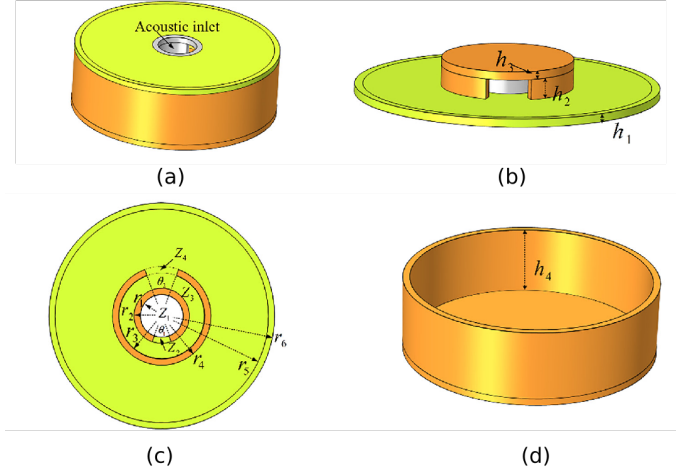 Acoustic inlet
h3
h2
h1
(a)
(b)
Z4
θ2
r1
Z3
r2
Z1
r3
θ1
Z2
r4
r5
r6
h4
(c)
(d)